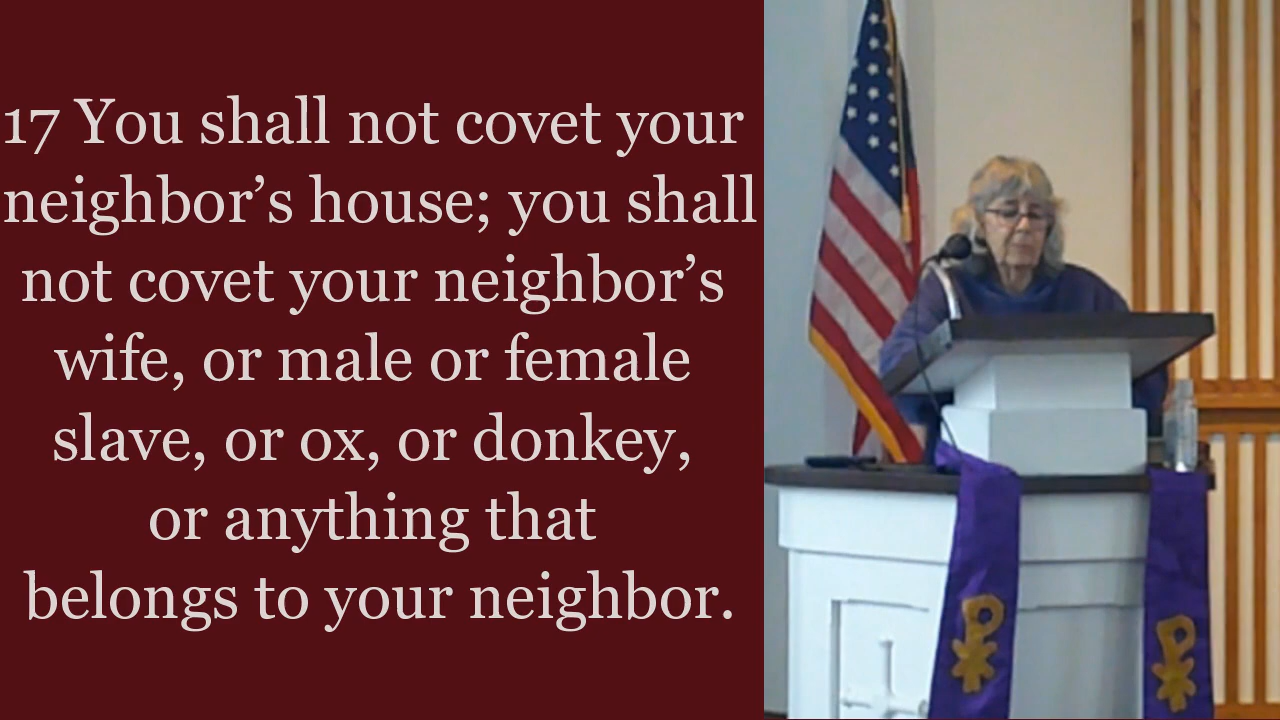 17 You shall not covet your
neighbor’s house; you shall
not covet your neighbor’s
wife, or male or female
slave, or ox, or donkey,
or anything that
belongs to your neighbor.